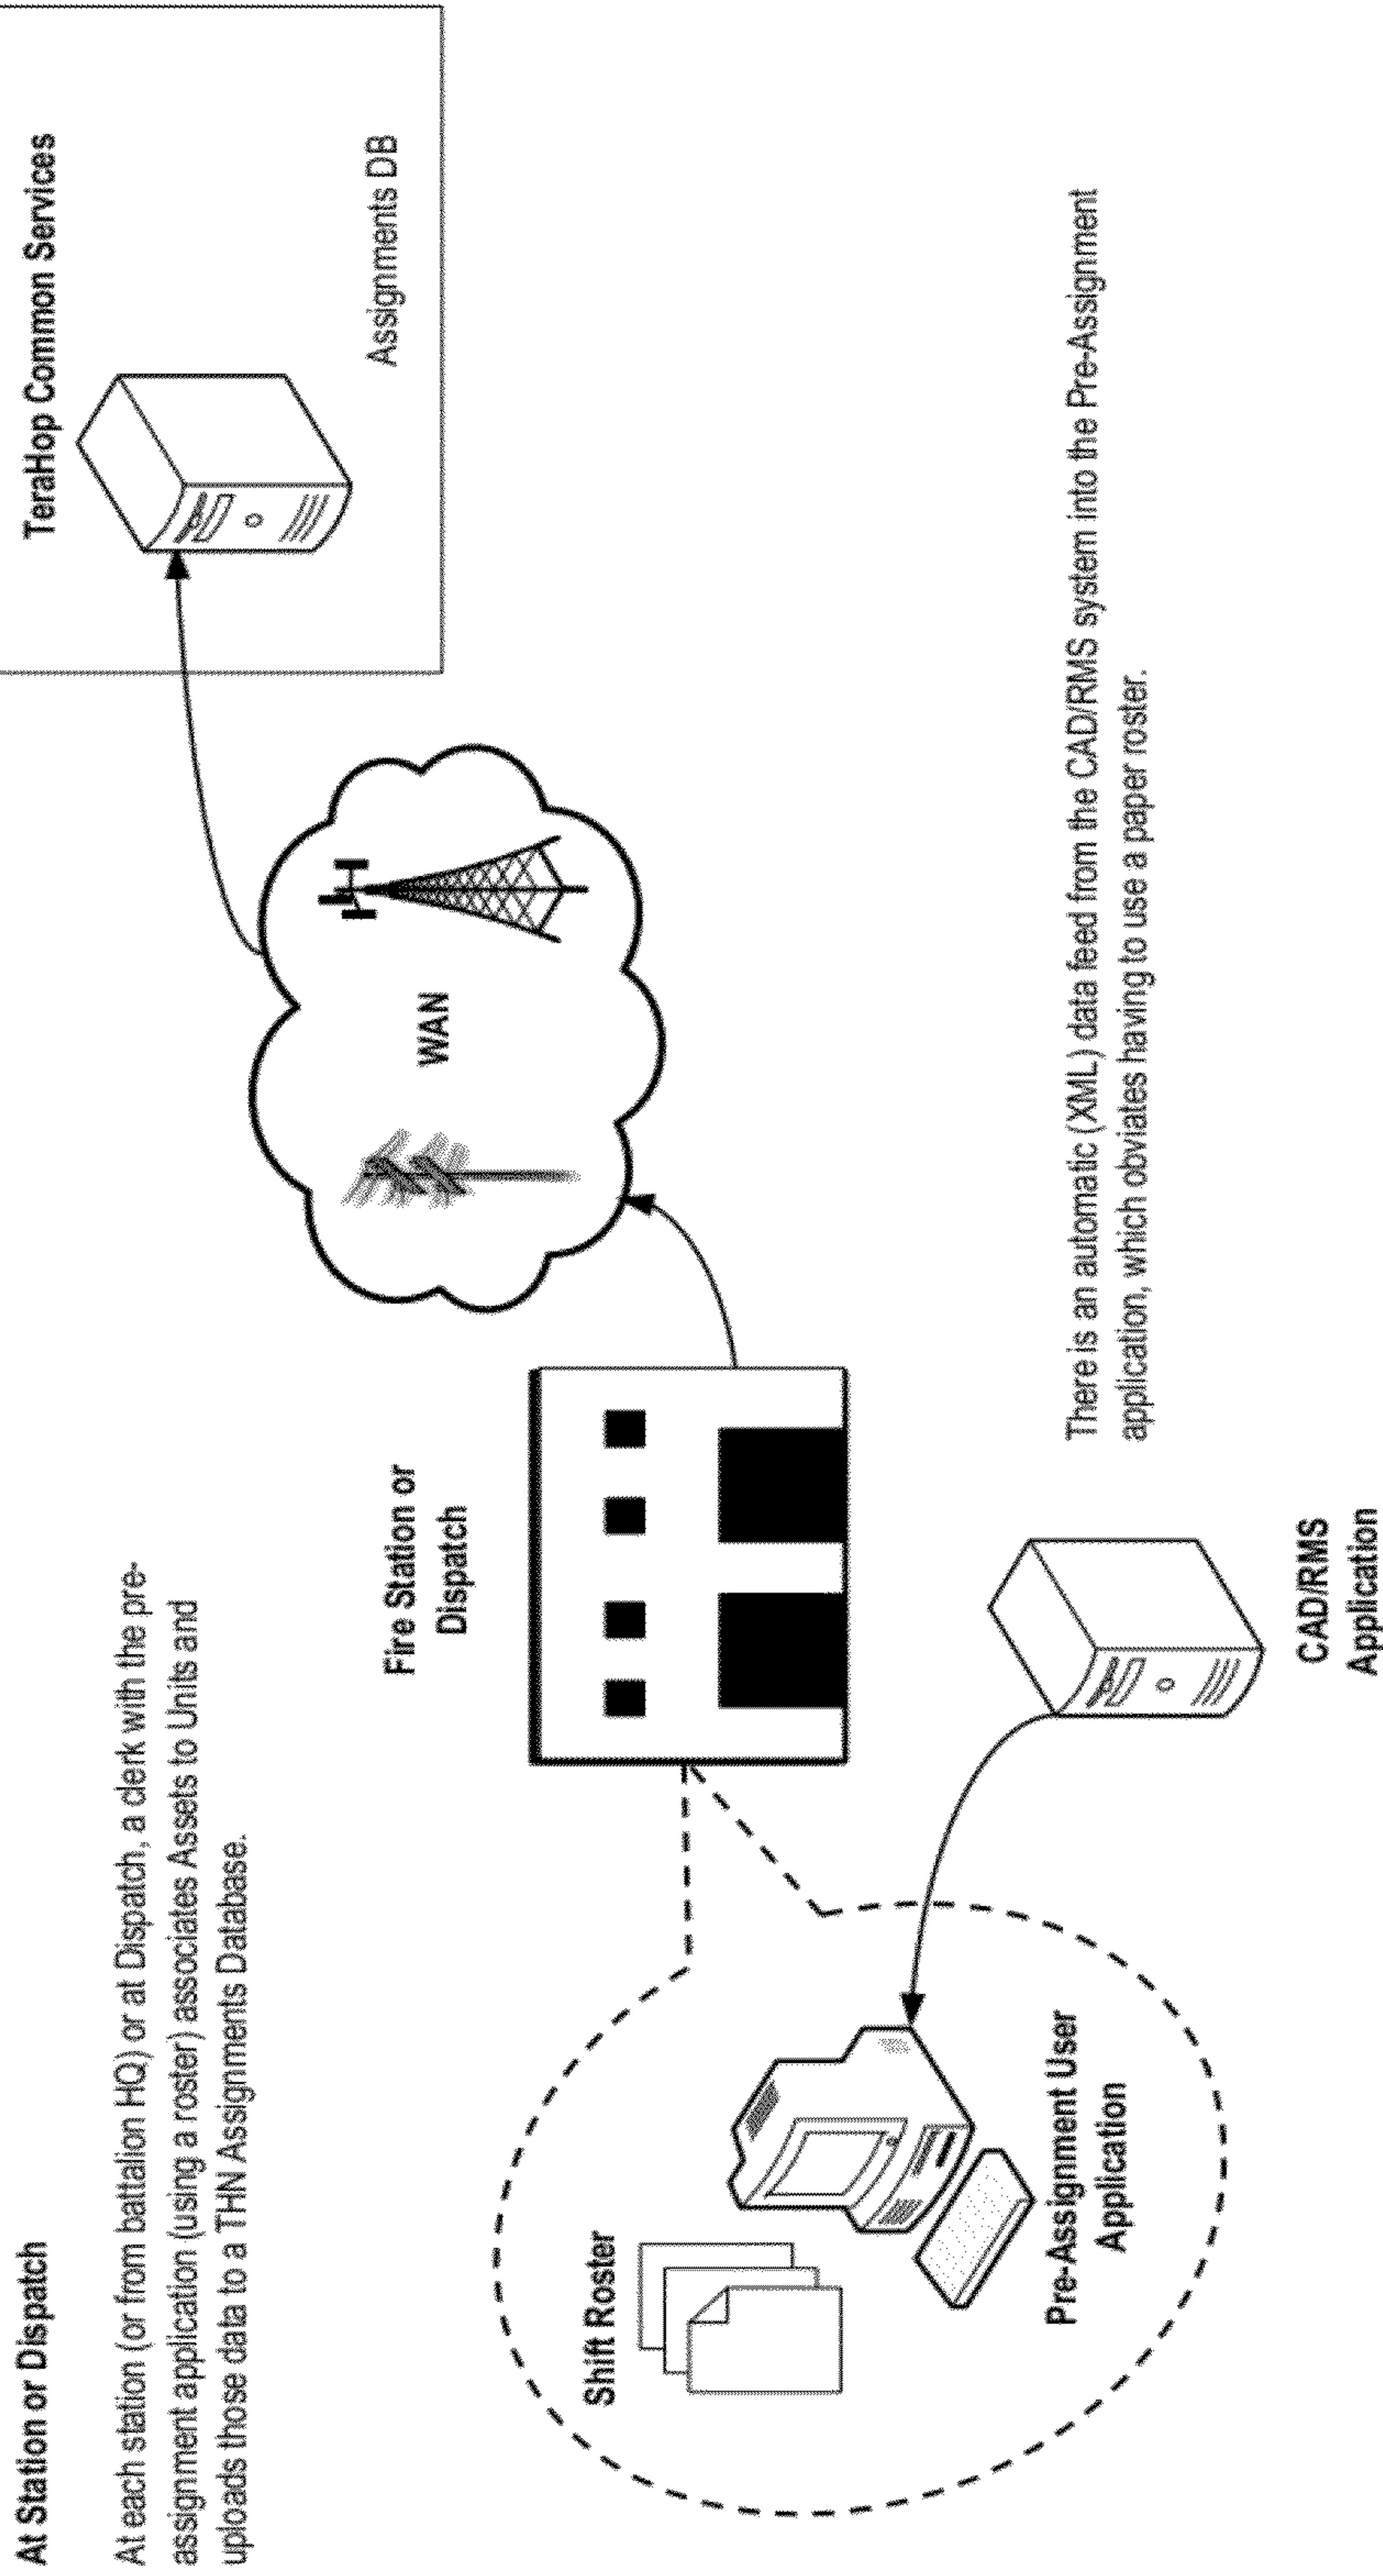 At Station or Dispatch
At each station (or from battalion HQ) or at Dispatch, a clerk with the pre-
assignment application (using a roster) associates Assets to Units and
uploads those data to a THN Assignments Database.
TeraHop Common Services
Assignments DB
WAN
Fire Station or
Dispatch
Shift Roster
Pre-Assignment User
Application
CAD/RMS
Application
There is an automatic (XML) data feed from the CAD/RMS system into the Pre-Assignment
application, which obviates having to use a paper roster.